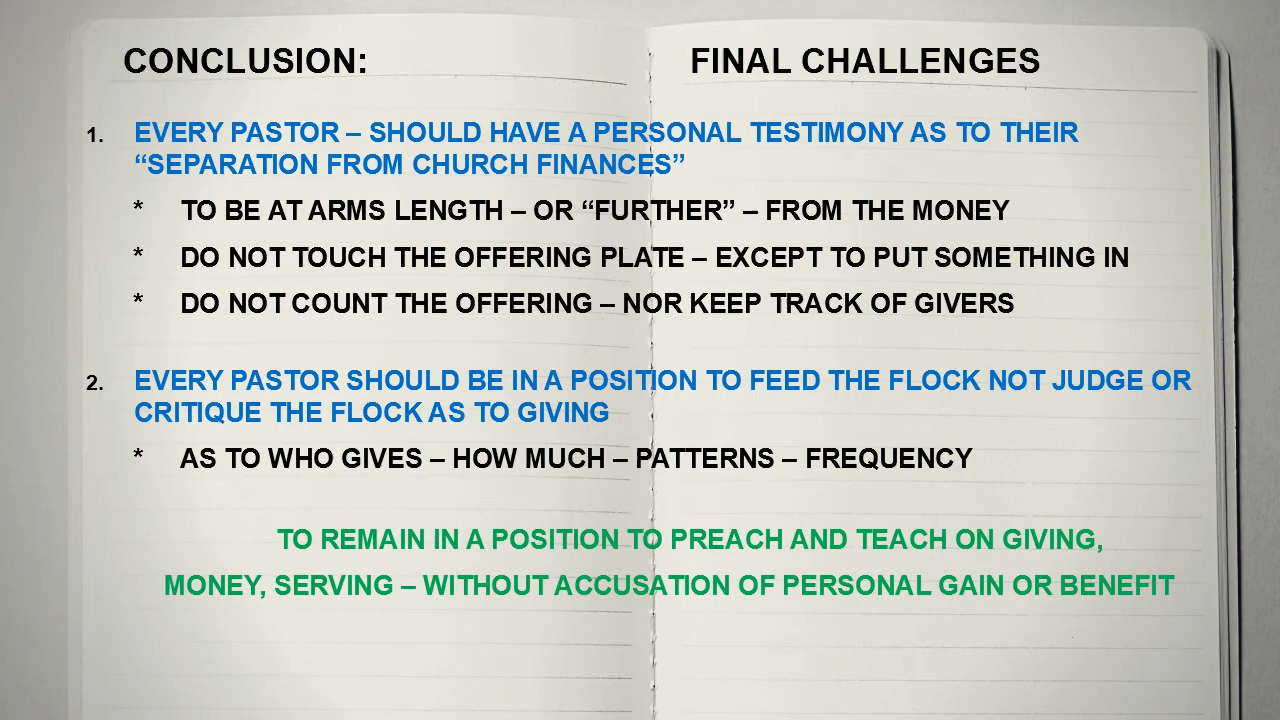 CONCLUSION: FINAL CHALLENGES
1. EVERY PASTOR – SHOULD HAVE A PERSONAL TESTIMONY AS TO THEIR
“SEPARATION FROM CHURCH FINANCES”
* TO BE AT ARMS LENGTH – OR “FURTHER” – FROM THE MONEY
* DO NOT TOUCH THE OFFERING PLATE – EXCEPT TO PUT SOMETHING IN
* DO NOT COUNT THE OFFERING – NOR KEEP TRACK OF GIVERS
2. EVERY PASTOR SHOULD BE IN A POSITION TO FEED THE FLOCK NOT JUDGE OR
CRITIQUE THE FLOCK AS TO GIVING
* AS TO WHO GIVES – HOW MUCH – PATTERNS – FREQUENCY
TO REMAIN IN A POSITION TO PREACH AND TEACH ON GIVING,
MONEY, SERVING – WITHOUT ACCUSATION OF PERSONAL GAIN OR BENEFIT